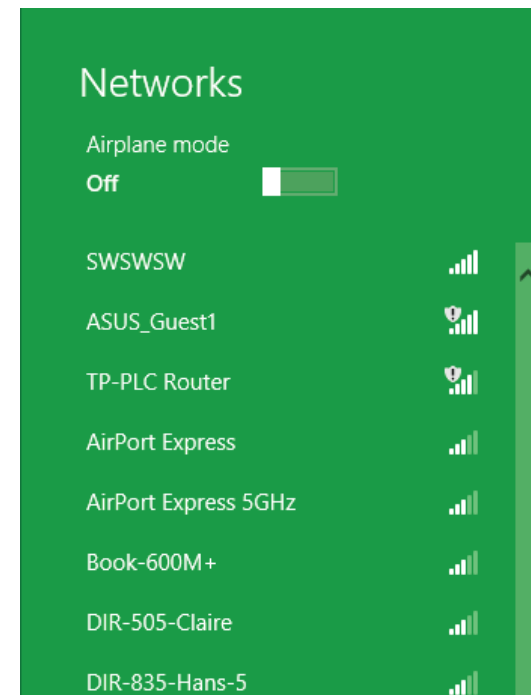 Networks
Airplane mode
Off
SWSWSW
ASUS_Guest1
TP-PLC Router
AirPort Express
AirPort Express 5GHz
Book-600M+
DIR-505-Claire
DIR-835-Hans-5